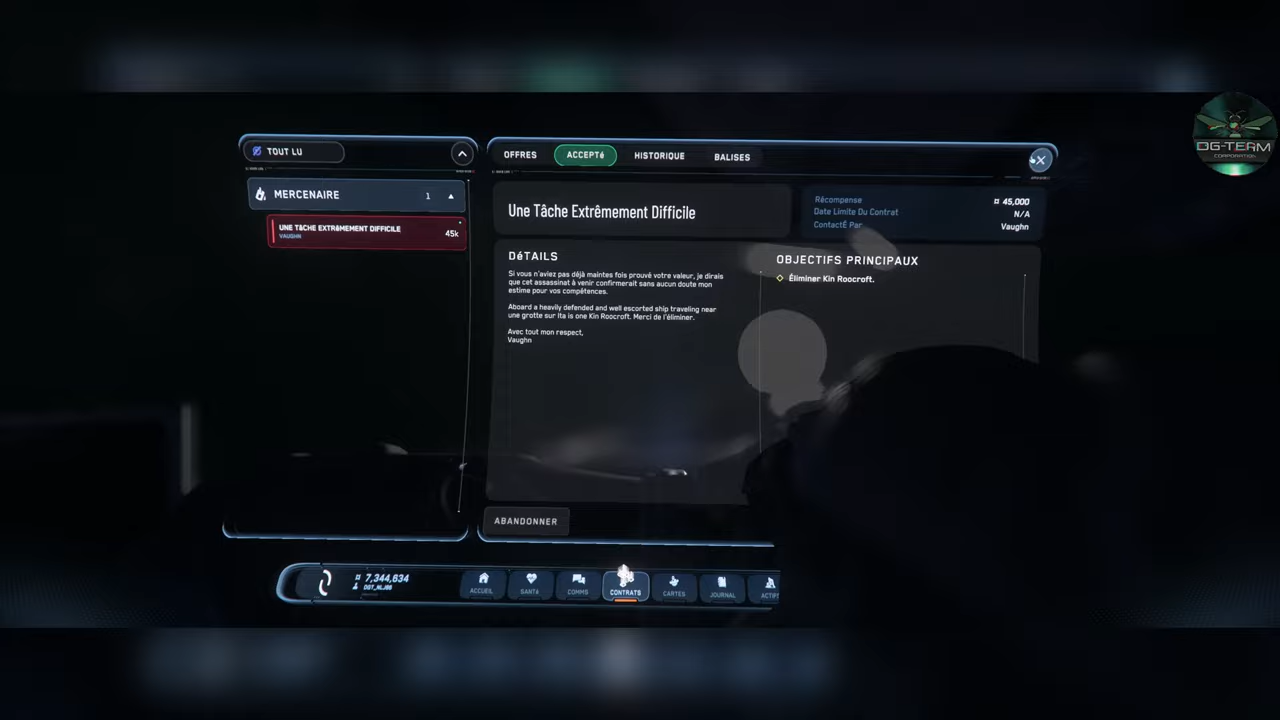 TOUT LU
OFFRES
ACCEPTé
HISTORIQUE
BALISES
MERCENAIRE
1
UNE TâCHE EXTRêMEMENT DIFFICILE
VAUGHN
45k
Une Tâche Extrêmement Difficile
Récompense
¤ 45,000
Date Limite Du Contrat
N/A
ContactÉ Par
Vaughn
DéTAILS
Si vous n'aviez pas déjà maintes fois prouvé votre valeur, je dirais
que cet assassinat à venir confirmerait sans aucun doute mon
estime pour vos compétences.
Aboard a heavily defended and well escorted ship traveling near
une grotte sur Ita is one Kin Roocroft. Merci de l'éliminer.
Avec tout mon respect,
Vaughn
OBJECTIFS PRINCIPAUX
Éliminer Kin Roocroft.
ABANDONNER
¤ 7,344,634
DGT_NLJ86
ACCUEIL
SANTé
COMMS
CONTRATS
CARTES
JOURNAL
ACTIF
DG-TEAM
CORPORATION